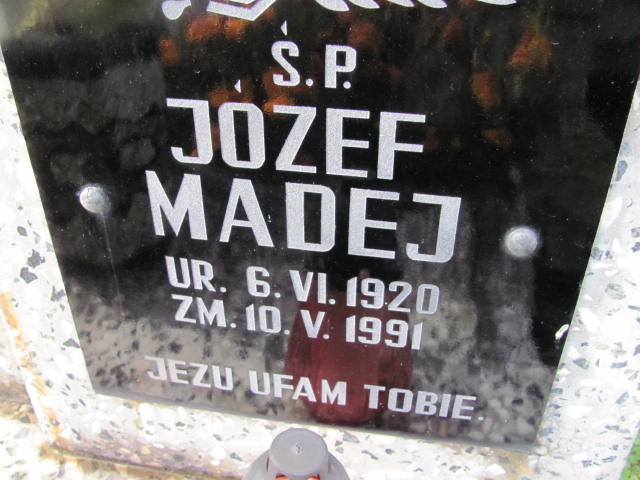 Ś.P.
JÓZEF
MADEJ
UR. 6. VI. 1920
ZM. 10. V. 1991
JEZU UFAM TOBIE.